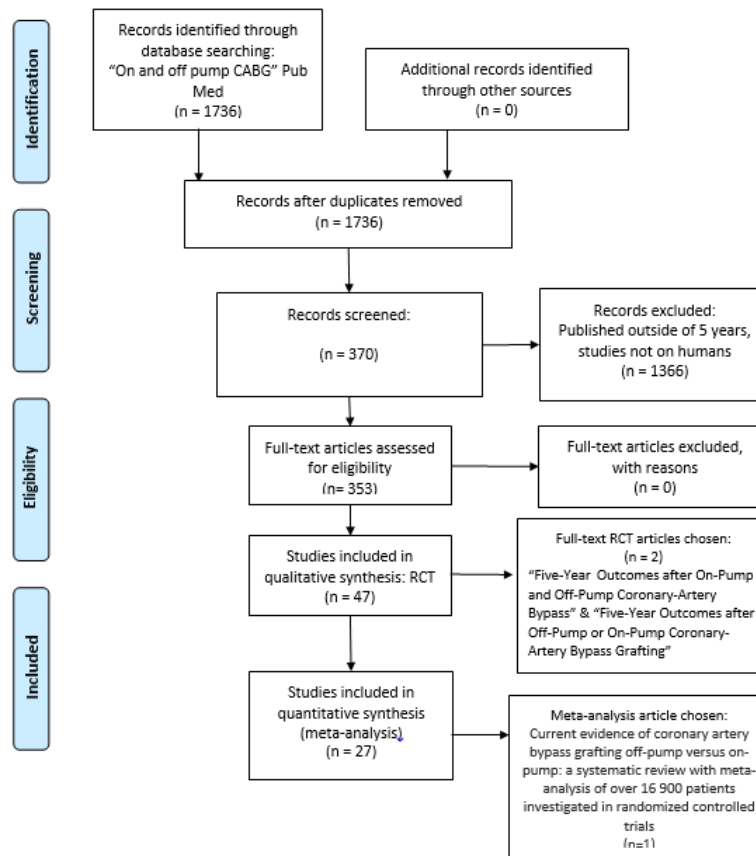 Identification
Records identified through
database searching:
“On and off pump CABG” Pub
Med
(n = 1736)
Additional records identified
through other sources
(n = 0)
Records after duplicates removed
(n = 1736)
Screening
Records screened:
(n = 370)
Records excluded:
Published outside of 5 years,
studies not on humans
(n = 1366)
Eligibility
Full-text articles assessed
for eligibility
(n= 353)
Full-text articles excluded,
with reasons
(n = 0)
Studies included in
qualitative synthesis: RCT
(n = 47)
Full-text RCT articles chosen:
(n = 2)
“Five-Year Outcomes after On-Pump
and Off-Pump Coronary-Artery
Bypass” & “Five-Year Outcomes after
Off-Pump or On-Pump Coronary-
Artery Bypass Grafting”
Included
Studies included in
quantitative synthesis
(meta-analysis)
(n = 27)
Meta-analysis article chosen:
Current evidence of coronary artery
bypass grafting off-pump versus on-
pump: a systematic review with meta-
analysis of over 16 900 patients
investigated in randomized controlled
trials
(n=1)